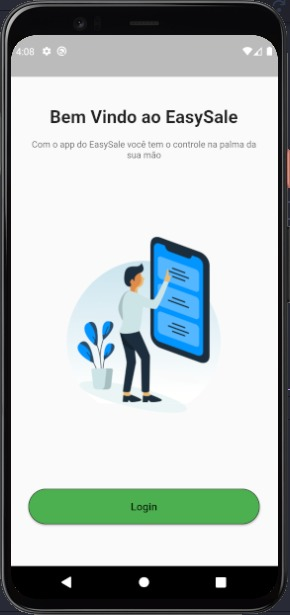 4:08
Bem Vindo ao EasySale
Com o app do EasySale você tem o controle na palma da
sua mão
Login